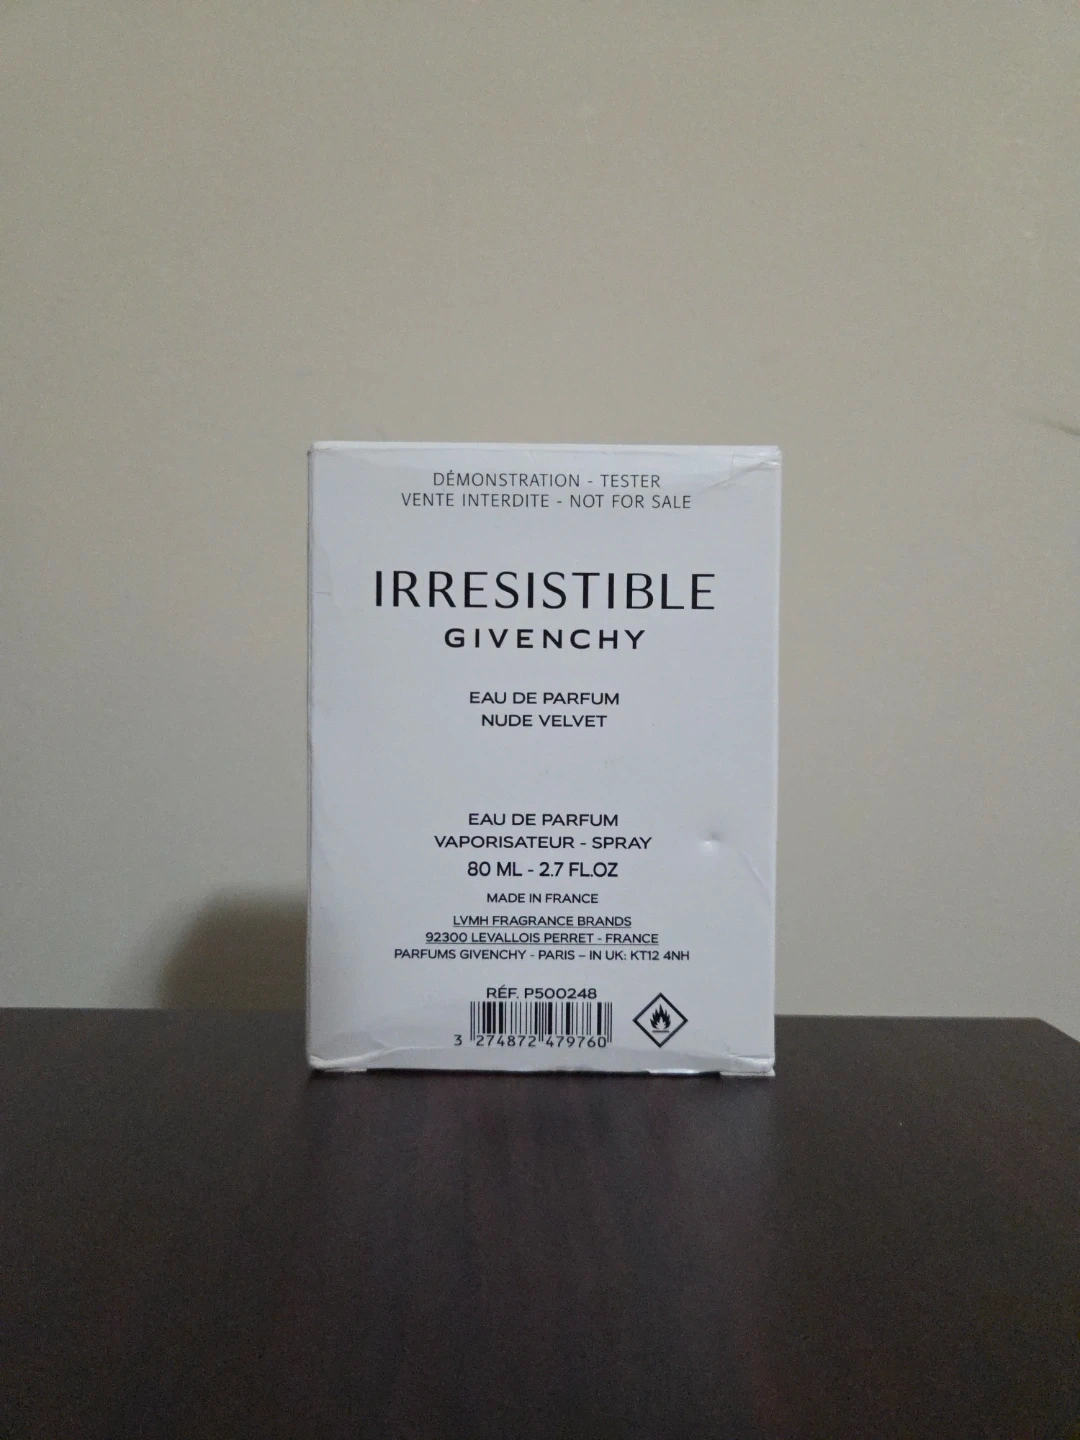 DÉMONSTRATION - TESTER
VENTE INTERDITE - NOT FOR SALE
IRRESISTIBLE
GIVENCHY
EAU DE PARFUM
NUDE VELVET
EAU DE PARFUM
VAPORISATEUR - SPRAY
80 ML - 2.7 FL.OZ
MADE IN FRANCE
LVMH FRAGRANCE BRANDS
92300 LEVALLOIS PERRET - FRANCE
PARFUMS GIVENCHY - PARIS – IN UK: KT12 4NH
RÉF. P500248
3 274872 479760